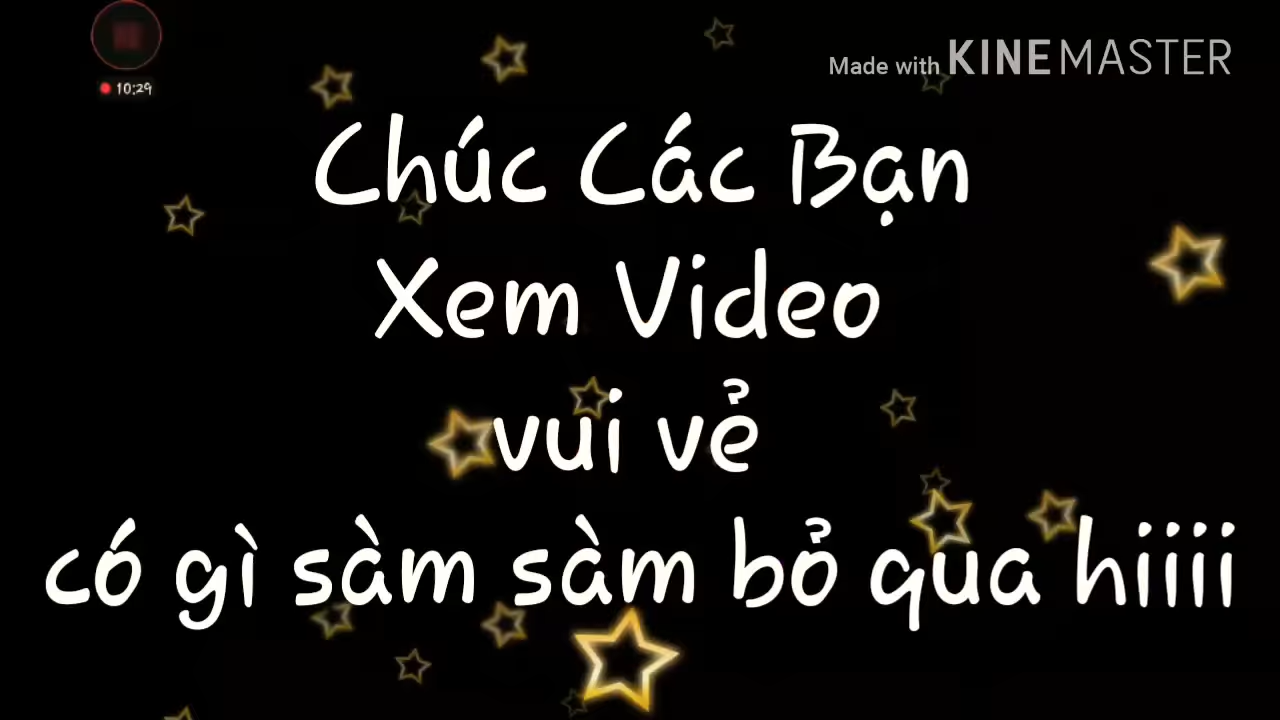 Made with KINEMASTER
10:29
Chúc Các Bạn
Xem Video
vui vẻ
có gì sàm sàm bỏ qua hiiii